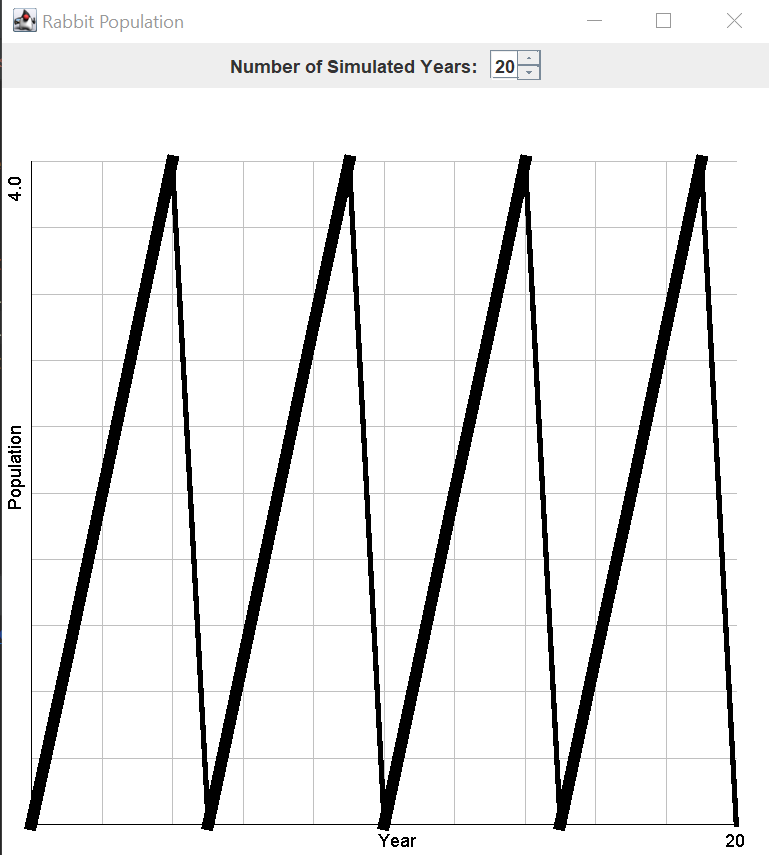 Rabbit Population
Number of Simulated Years: 20
4.0
Population
Year
20